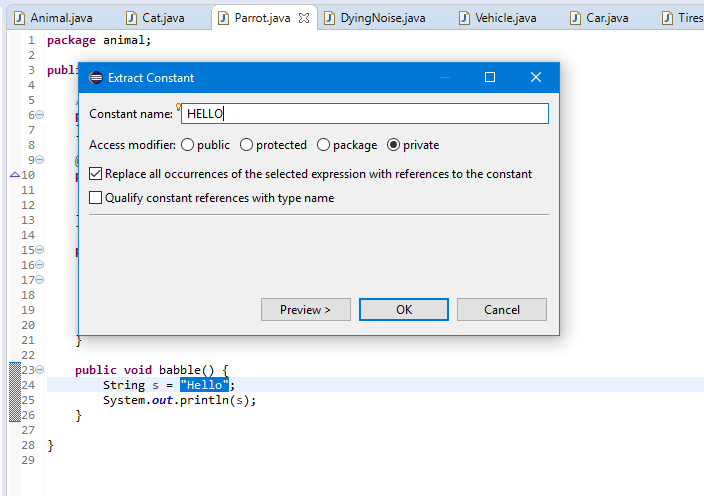 Animal.java Cat.java Parrot.java DyingNoise.java Vehicle.java Car.java Tires
1 package animal;
2
3 publi
Extract Constant
4
5 /
Constant name: HELLO
6 p
7
8
Access modifier: public protected package private
9 @
10 p
Replace all occurrences of the selected expression with references to the constant
11
12
Qualify constant references with type name
13
14
15 p
16
17
18
19
Preview > OK Cancel
20
21 }
22
23 public void babble() {
24 String s = "Hello";
25 System.out.println(s);
26 }
27
28 }
29